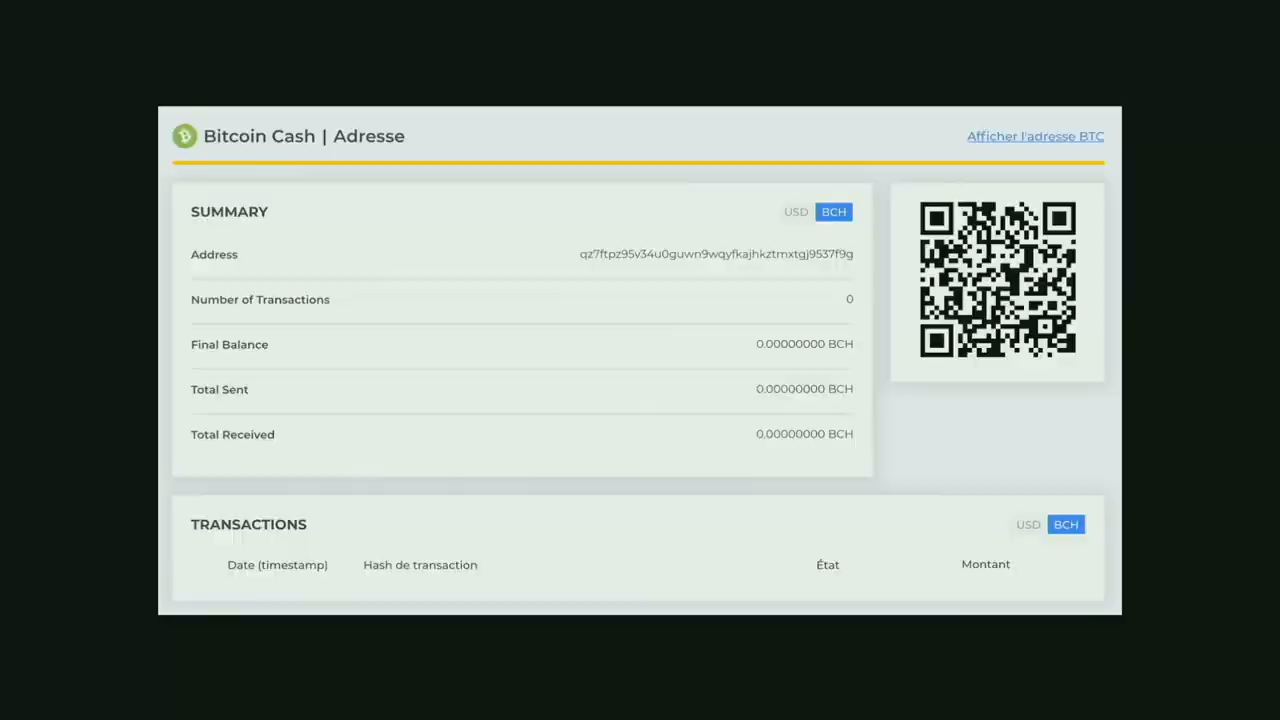 Bitcoin Cash | Adresse
Afficher l'adresse BTC
SUMMARY
USD BCH
Address
qz7ftpz95v34u0guwn9wqyfkajhkztmxtgj9537f9g
Number of Transactions
0
Final Balance
0.00000000 BCH
Total Sent
0.00000000 BCH
Total Received
0.00000000 BCH
TRANSACTIONS
USD BCH
Date (timestamp) Hash de transaction État Montant